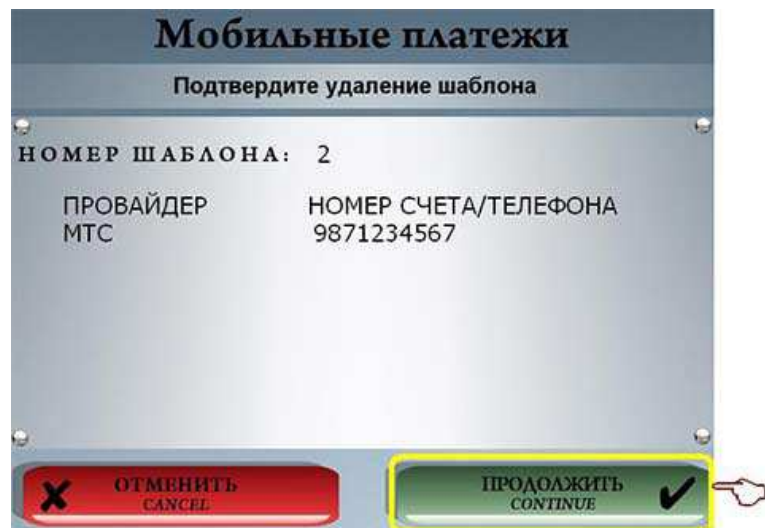 Мобильные платежи
Подтвердите удаление шаблона
НОМЕР ШАБЛОНА: 2
ПРОВАЙДЕР НОМЕР СЧЕТА/ТЕЛЕФОНА
МТС 9871234567
ОТМЕНИТЬ
CANCEL
ПРОДОЛЖИТЬ
CONTINUE